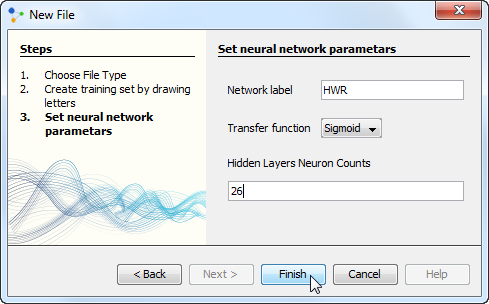 New File
Steps
1. Choose File Type
2. Create training set by drawing
letters
3. Set neural network
parametars
Set neural network parametars
Network label HWR
Transfer function Sigmoid
Hidden Layers Neuron Counts
26
< Back Next > Finish Cancel Help